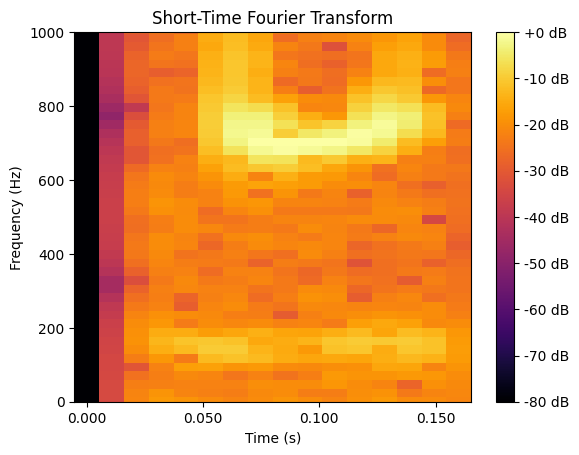 Short-Time Fourier Transform
1000
800
600
400
200
0
Frequency (Hz)
0.000
0.050
0.100
0.150
Time (s)
+0 dB
-10 dB
-20 dB
-30 dB
-40 dB
-50 dB
-60 dB
-70 dB
-80 dB